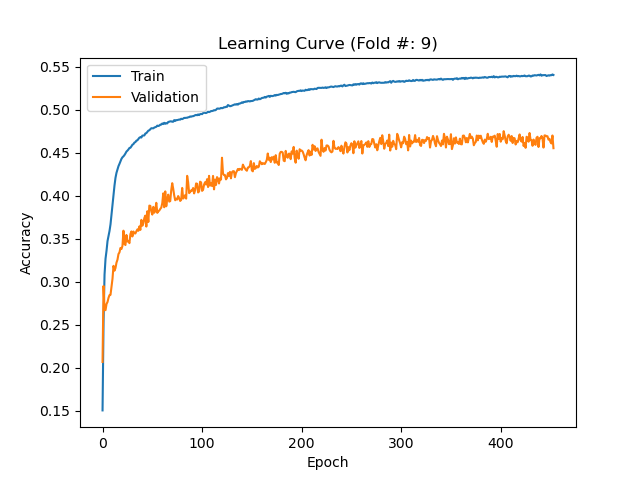 Learning Curve (Fold #: 9)
Train
Validation
0.55
0.50
0.45
0.40
0.35
0.30
0.25
0.20
0.15
Accuracy
0 100 200 300 400
Epoch